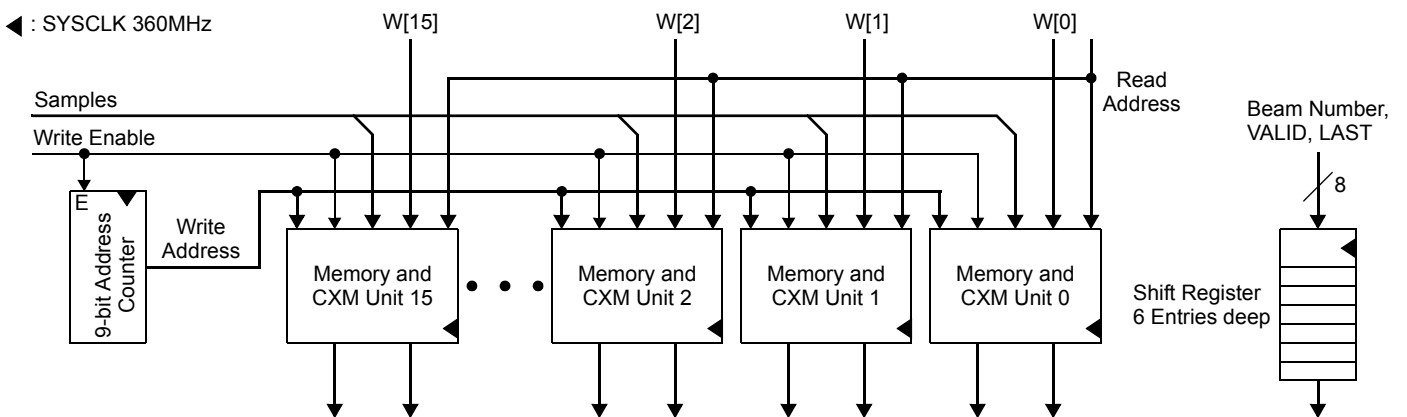 : SYSCLK 360MHz
W[15]
W[2]
W[1]
W[0]
Samples
Write Enable
Read
Address
Beam Number,
VALID, LAST
8
E
9-bit Address
Counter
Write
Address
Memory and
CXM Unit 15
Memory and
CXM Unit 2
Memory and
CXM Unit 1
Memory and
CXM Unit 0
Shift Register
6 Entries deep